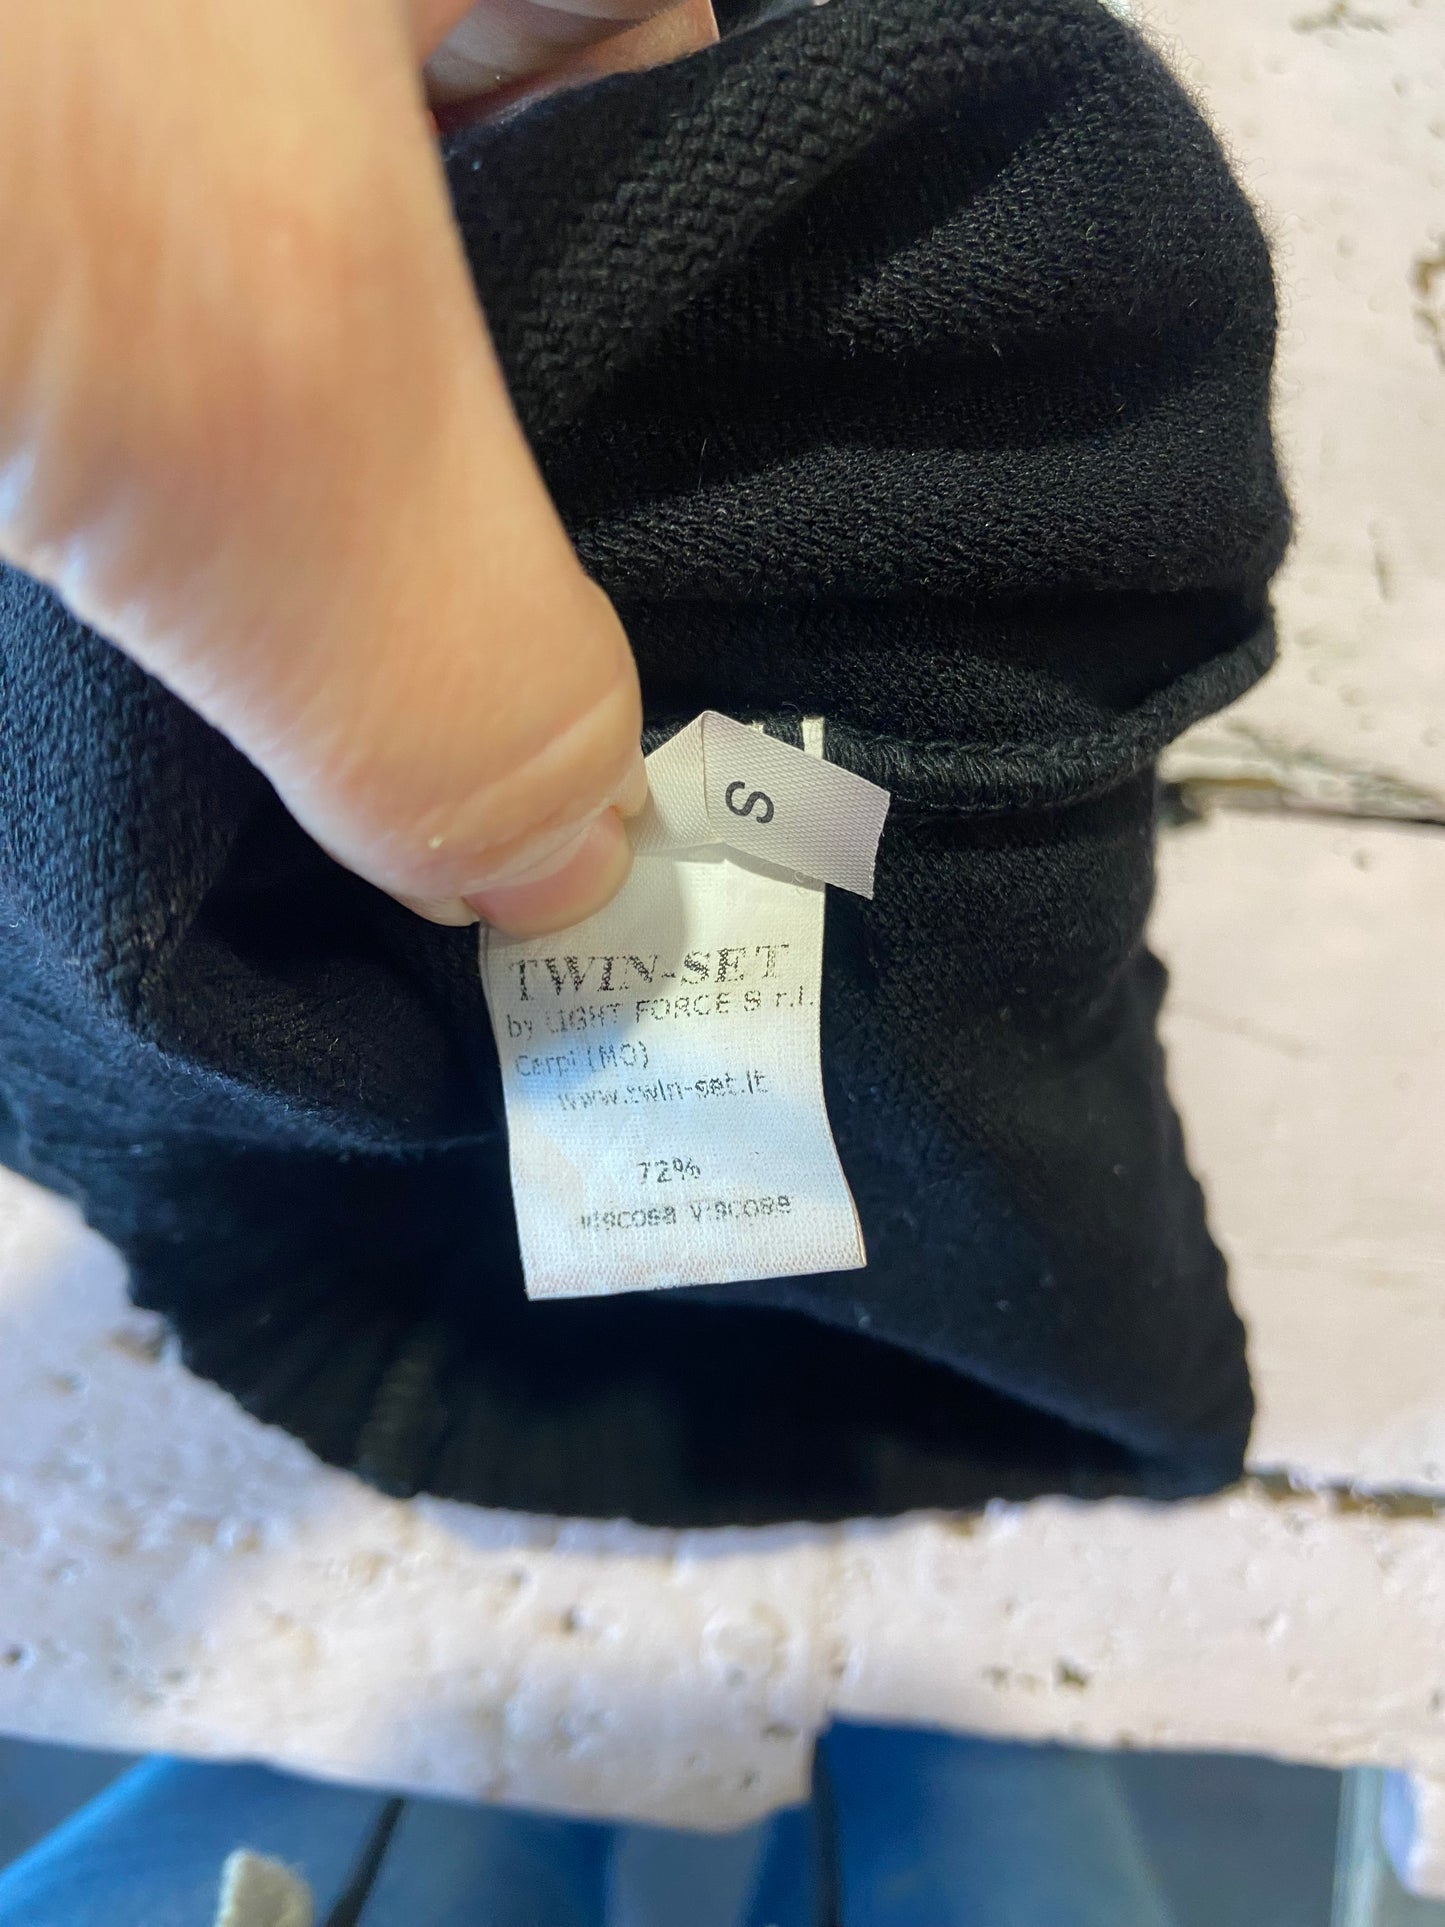 S
TWIN-SET
by LIGHT FORCE S r.l.
Carpi (MO)
www.twin-set.it
72%
viscosa viscose